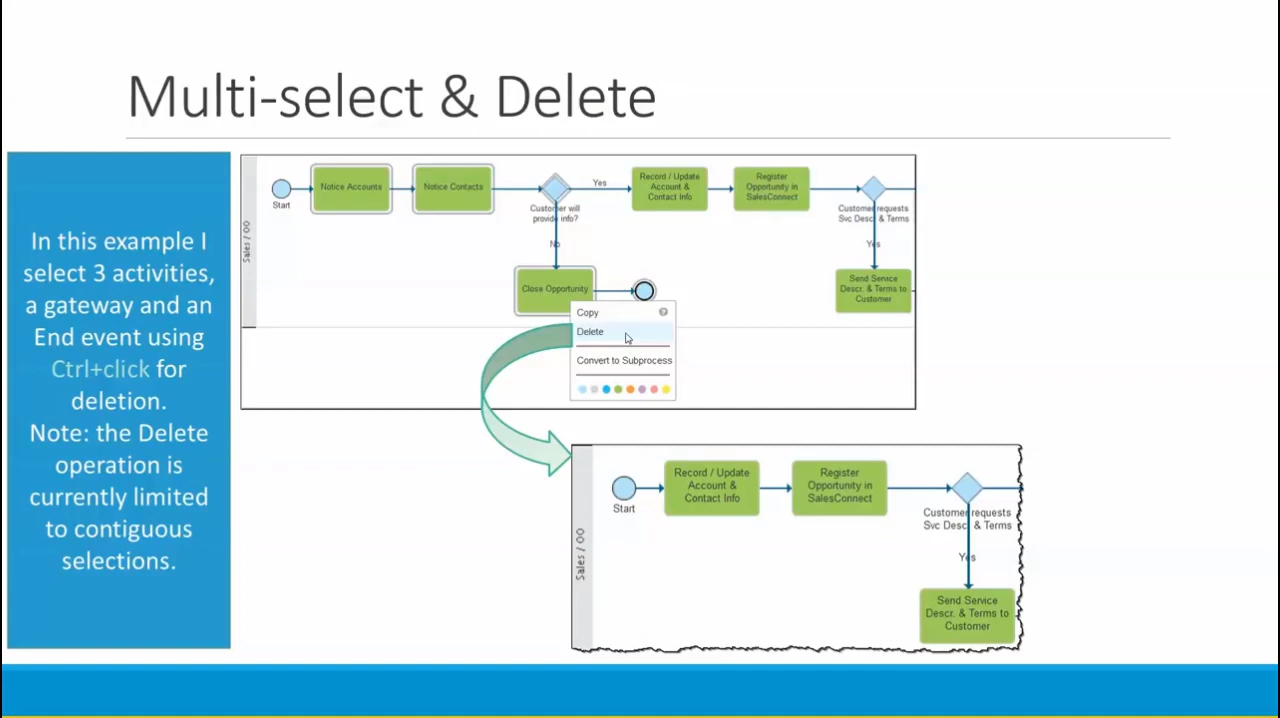 Multi-select & Delete
In this example I
select 3 activities,
a gateway and an
End event using
Ctrl+click for
deletion.
Note: the Delete
operation is
currently limited
to contiguous
selections.
Sales / OO
Start
Notice Accounts
Notice Contacts
Customer will
provide info?
Yes
No
Record / Update
Account &
Contact Info
Register
Opportunity in
SalesConnect
Customer requests
Svc Descr. & Terms
Yes
Send Service
Descr. & Terms to
Customer
Close Opportunity
Copy
?
Delete
Convert to Subprocess
Sales / OO
Start
Record / Update
Account &
Contact Info
Register
Opportunity in
SalesConnect
Customer requests
Svc Descr. & Terms
Yes
Send Service
Descr. & Terms to
Customer